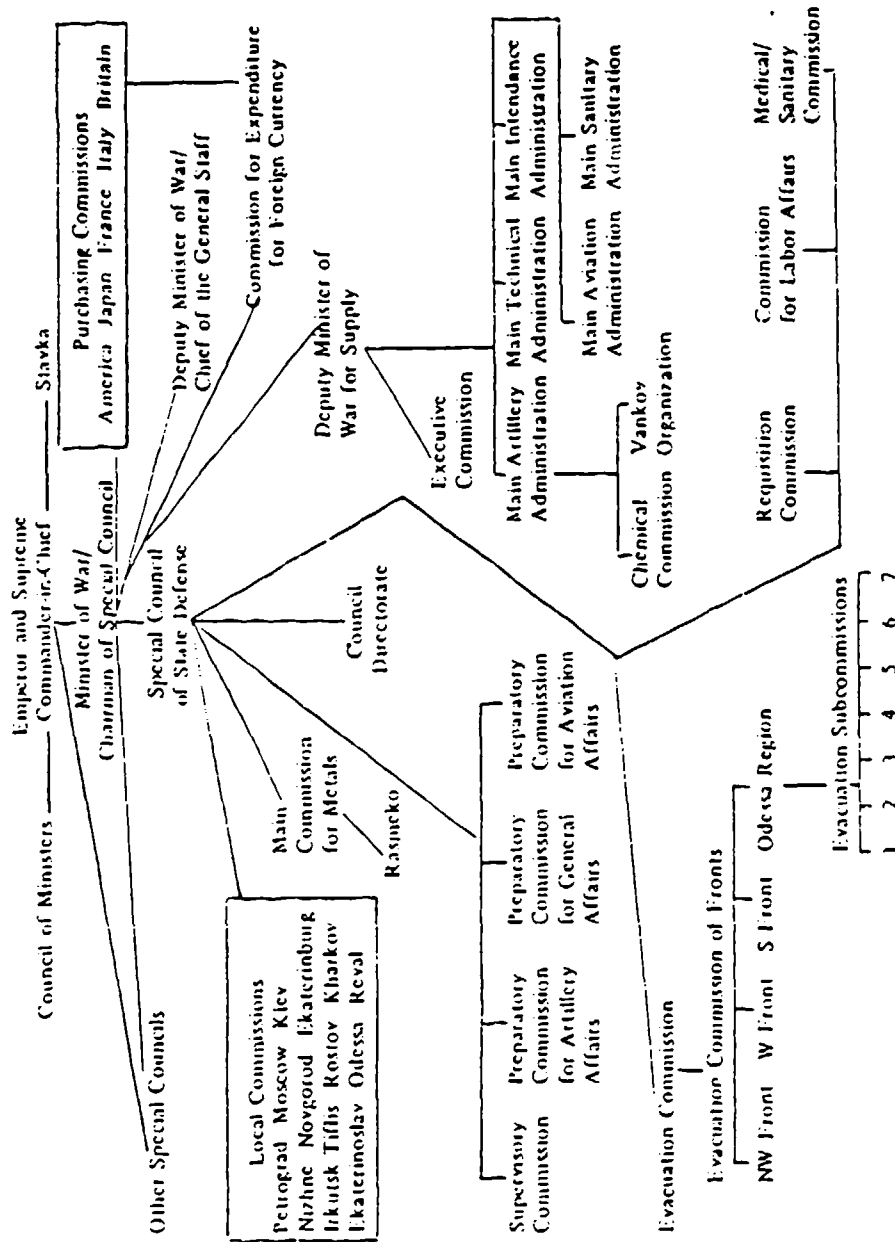 Emperor and Supreme
Council of Ministers Commander-in-Chief Stavka
Minister of War/
Chairman of Special Council
Other Special Councils
Purchasing Commissions
America Japan France Italy Britain
Special Council
of State Defense
Deputy Minister of War/
Chief of the General Staff
Commission for Expenditure
for Foreign Currency
Local Commissions
Petrograd Moscow Kiev
Nizhne Novgorod Ekaterinburg
Irkutsk Tiflis Rostov Kharkov
Ekaterinoslav Odessa Reval
Main
Commission
for Metals
Rasmeko
Council
Directorate
Deputy Minister of
War for Supply
Executive
Commission
Supervisory
Commission
Preparatory
Commission
for Artillery
Affairs
Preparatory
Commission
for General
Affairs
Preparatory
Commission
for Aviation
Affairs
Main Artillery Main Technical Main Intendance
Administration Administration Administration
Main Aviation Main Sanitary
Administration Administration
Chemical Vankov
Commission Organization
Evacuation Commission
Evacuation Commission of Fronts
NW Front W Front S Front Odessa Region
Evacuation Subcommissions
1 2 3 4 5 6 7
Requisition
Commission
Commission
for Labor Affairs
Medical/
Sanitary
Commission